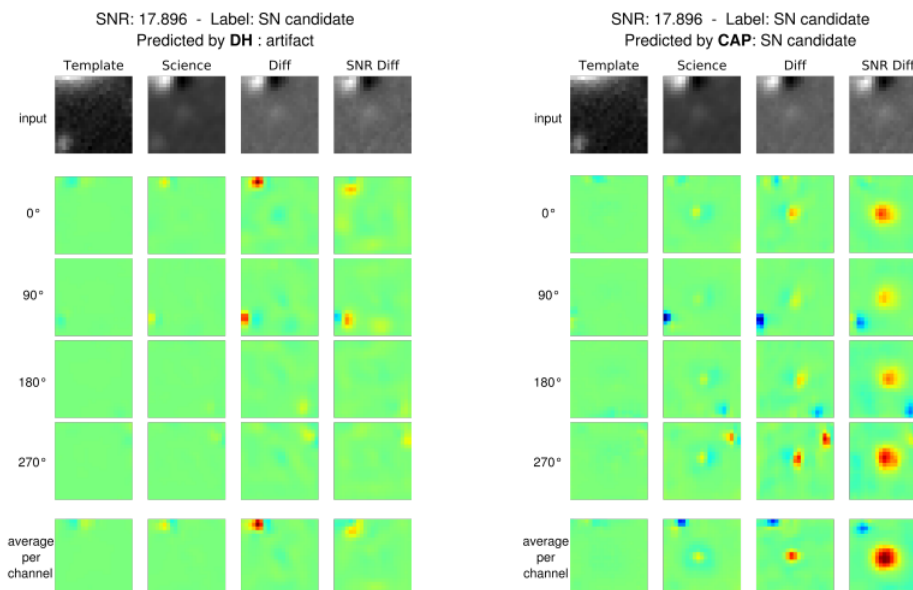 SNR: 17.896 - Label: SN candidate
Predicted by DH : artifact
Template Science Diff SNR Diff
input
0°
90°
180°
270°
average
per
channel
SNR: 17.896 - Label: SN candidate
Predicted by CAP: SN candidate
Template Science Diff SNR Diff
input
0°
90°
180°
270°
average
per
channel